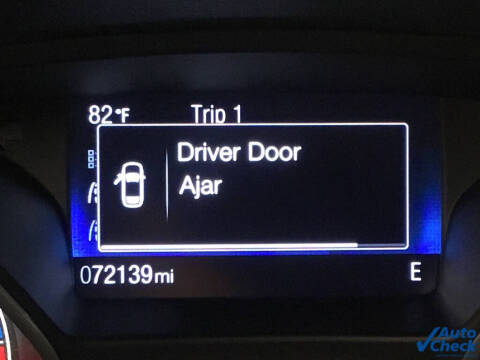 82°F Trip 1
Driver Door
Ajar
072139mi E
Auto
Check